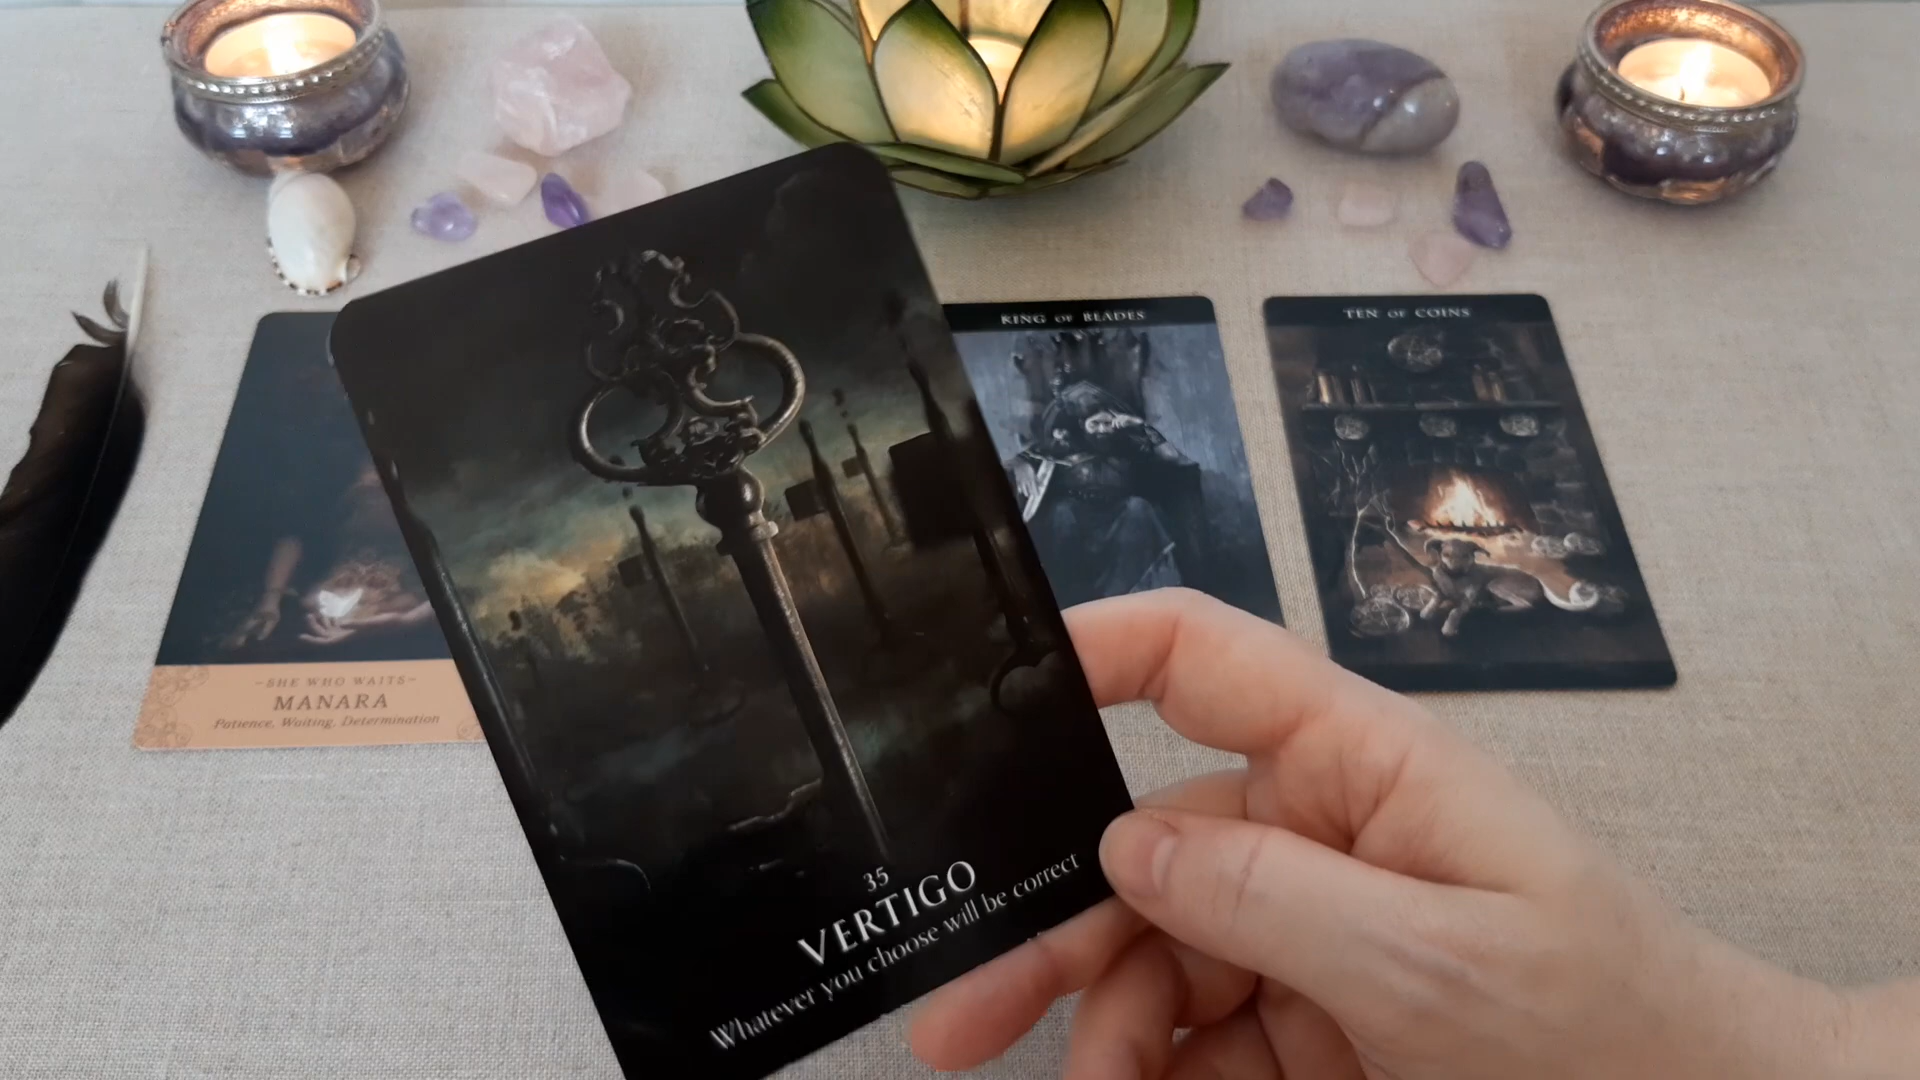 KING OF BLADES
TEN OF COINS
~SHE WHO WAITS~
MANARA
Patience, Waiting, Determination
35
VERTIGO
Whatever you choose will be correct